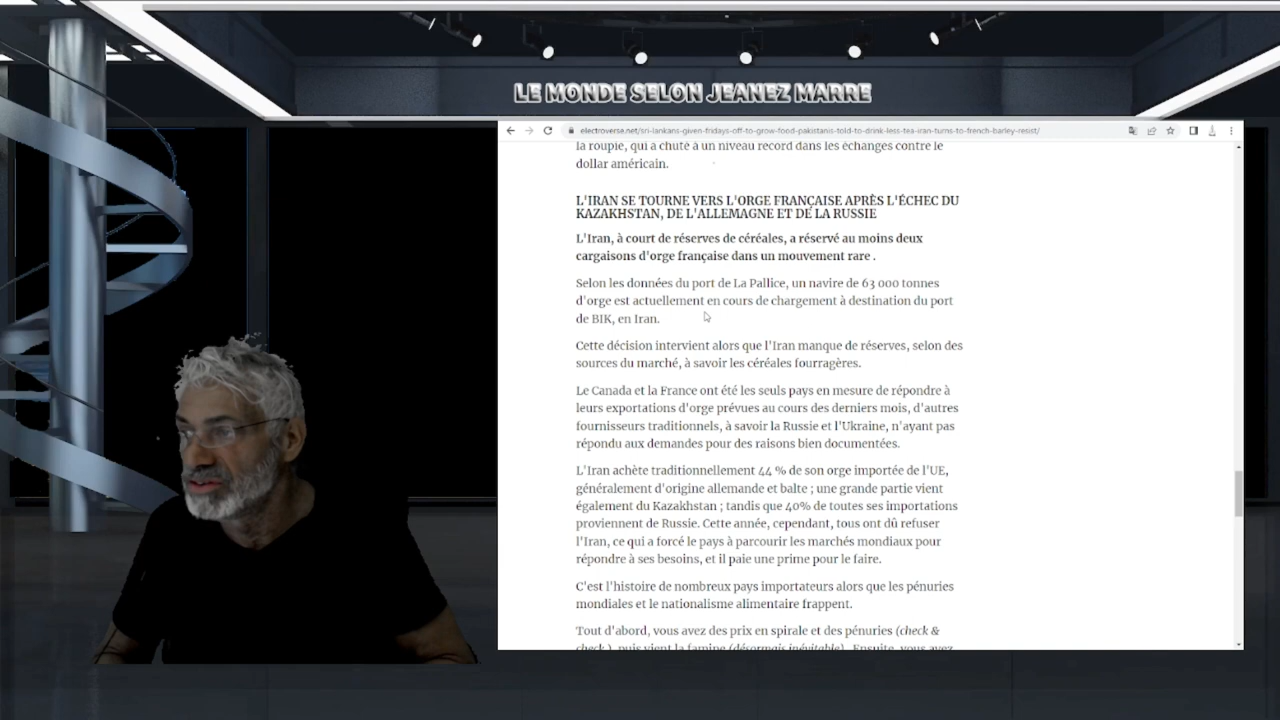 LE MONDE SELON JEANEZ MARRE
electroverse.net/sri-lankans-given-fridays-off-to-grow-food-pakistanis-told-to-drink-less-tea-iran-turns-to-french-barley-resist/
la roupie, qui a chuté à un niveau record dans les échanges contre le
dollar américain.
L'IRAN SE TOURNE VERS L'ORGE FRANÇAISE APRÈS L'ÉCHEC DU
KAZAKHSTAN, DE L'ALLEMAGNE ET DE LA RUSSIE
L'Iran, à court de réserves de céréales, a réservé au moins deux
cargaisons d'orge française dans un mouvement rare .
Selon les données du port de La Pallice, un navire de 63 000 tonnes
d'orge est actuellement en cours de chargement à destination du port
de BIK, en Iran.
Cette décision intervient alors que l'Iran manque de réserves, selon des
sources du marché, à savoir les céréales fourragères.
Le Canada et la France ont été les seuls pays en mesure de répondre à
leurs exportations d'orge prévues au cours des derniers mois, d'autres
fournisseurs traditionnels, à savoir la Russie et l'Ukraine, n'ayant pas
répondu aux demandes pour des raisons bien documentées.
L'Iran achète traditionnellement 44 % de son orge importée de l'UE,
généralement d'origine allemande et balte ; une grande partie vient
également du Kazakhstan ; tandis que 40% de toutes ses importations
proviennent de Russie. Cette année, cependant, tous ont dû refuser
l'Iran, ce qui a forcé le pays à parcourir les marchés mondiaux pour
répondre à ses besoins, et il paie une prime pour le faire.
C'est l'histoire de nombreux pays importateurs alors que les pénuries
mondiales et le nationalisme alimentaire frappent.
Tout d'abord, vous avez des prix en spirale et des pénuries (check &
check ), puis vient la famine (désormais inévitable) . Ensuite, vous avez